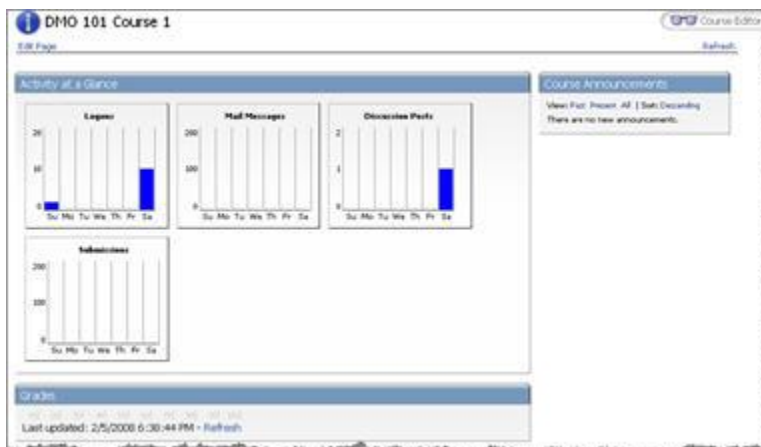 DMO 101 Course 1
Course Editor
Edit Page
Refresh
Activity at a Glance
Course Announcements
View: Past Present All | Sort: Descending
There are no new announcements.
Logons
20
10
0
Su Mo Tu We Th Fr Sa
Mail Messages
200
100
0
Su Mo Tu We Th Fr Sa
Discussion Posts
2
1
0
Su Mo Tu We Th Fr Sa
Submissions
200
100
0
Su Mo Tu We Th Fr Sa
Grades
Last updated: 2/5/2008 6:38:44 PM - Refresh